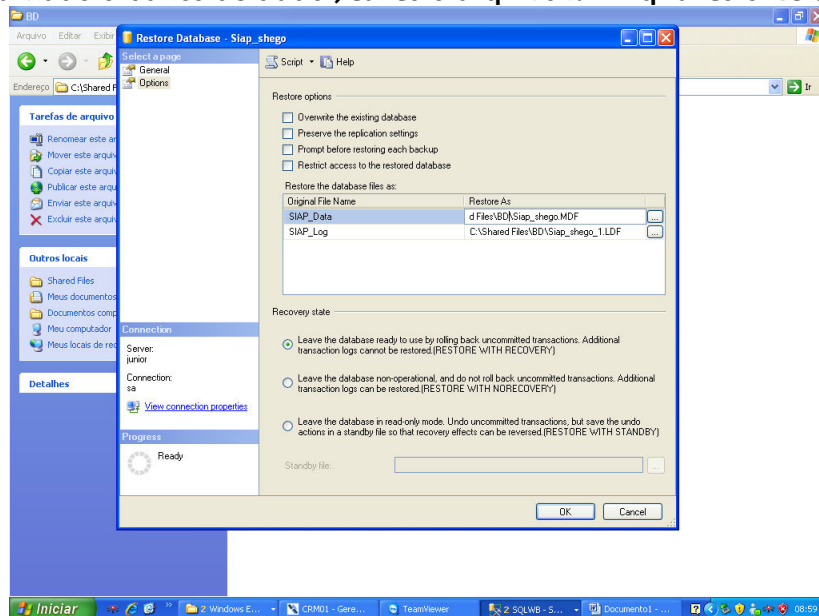 BD
Arquivo Editar Exibir
Endereço C:\Shared F
Ir
Tarefas de arquivo
Renomear este ar
Mover este arquiv
Copiar este arquiv
Publicar este arqu
Enviar este arquiv
Excluir este arquiv
Outros locais
Shared Files
Meus documentos
Documentos comp
Meu computador
Meus locais de red
Detalhes
Restore Database - Siap_shego
Select a page
General
Options
Script Help
Restore options
Overwrite the existing database
Preserve the replication settings
Prompt before restoring each backup
Restrict access to the restored database
Restore the database files as:
Original File Name Restore As
SIAP_Data d Files\BD\Siap_shego.MDF ...
SIAP_Log C:\Shared Files\BD\Siap_shego_1.LDF ...
Recovery state
Leave the database ready to use by rolling back uncommitted transactions. Additional
transaction logs cannot be restored.(RESTORE WITH RECOVERY)
Leave the database non-operational, and do not roll back uncommitted transactions. Additional
transaction logs can be restored.(RESTORE WITH NORECOVERY)
Leave the database in read-only mode. Undo uncommitted transactions, but save the undo
actions in a standby file so that recovery effects can be reversed.(RESTORE WITH STANDBY)
Standby file: ...
Connection
Server:
junior
Connection:
sa
View connection properties
Progress
Ready
OK Cancel
Iniciar 2 Windows E... CRM01 - Gere... TeamViewer 2 SQLWB - S... Documento1 - ... 08:59